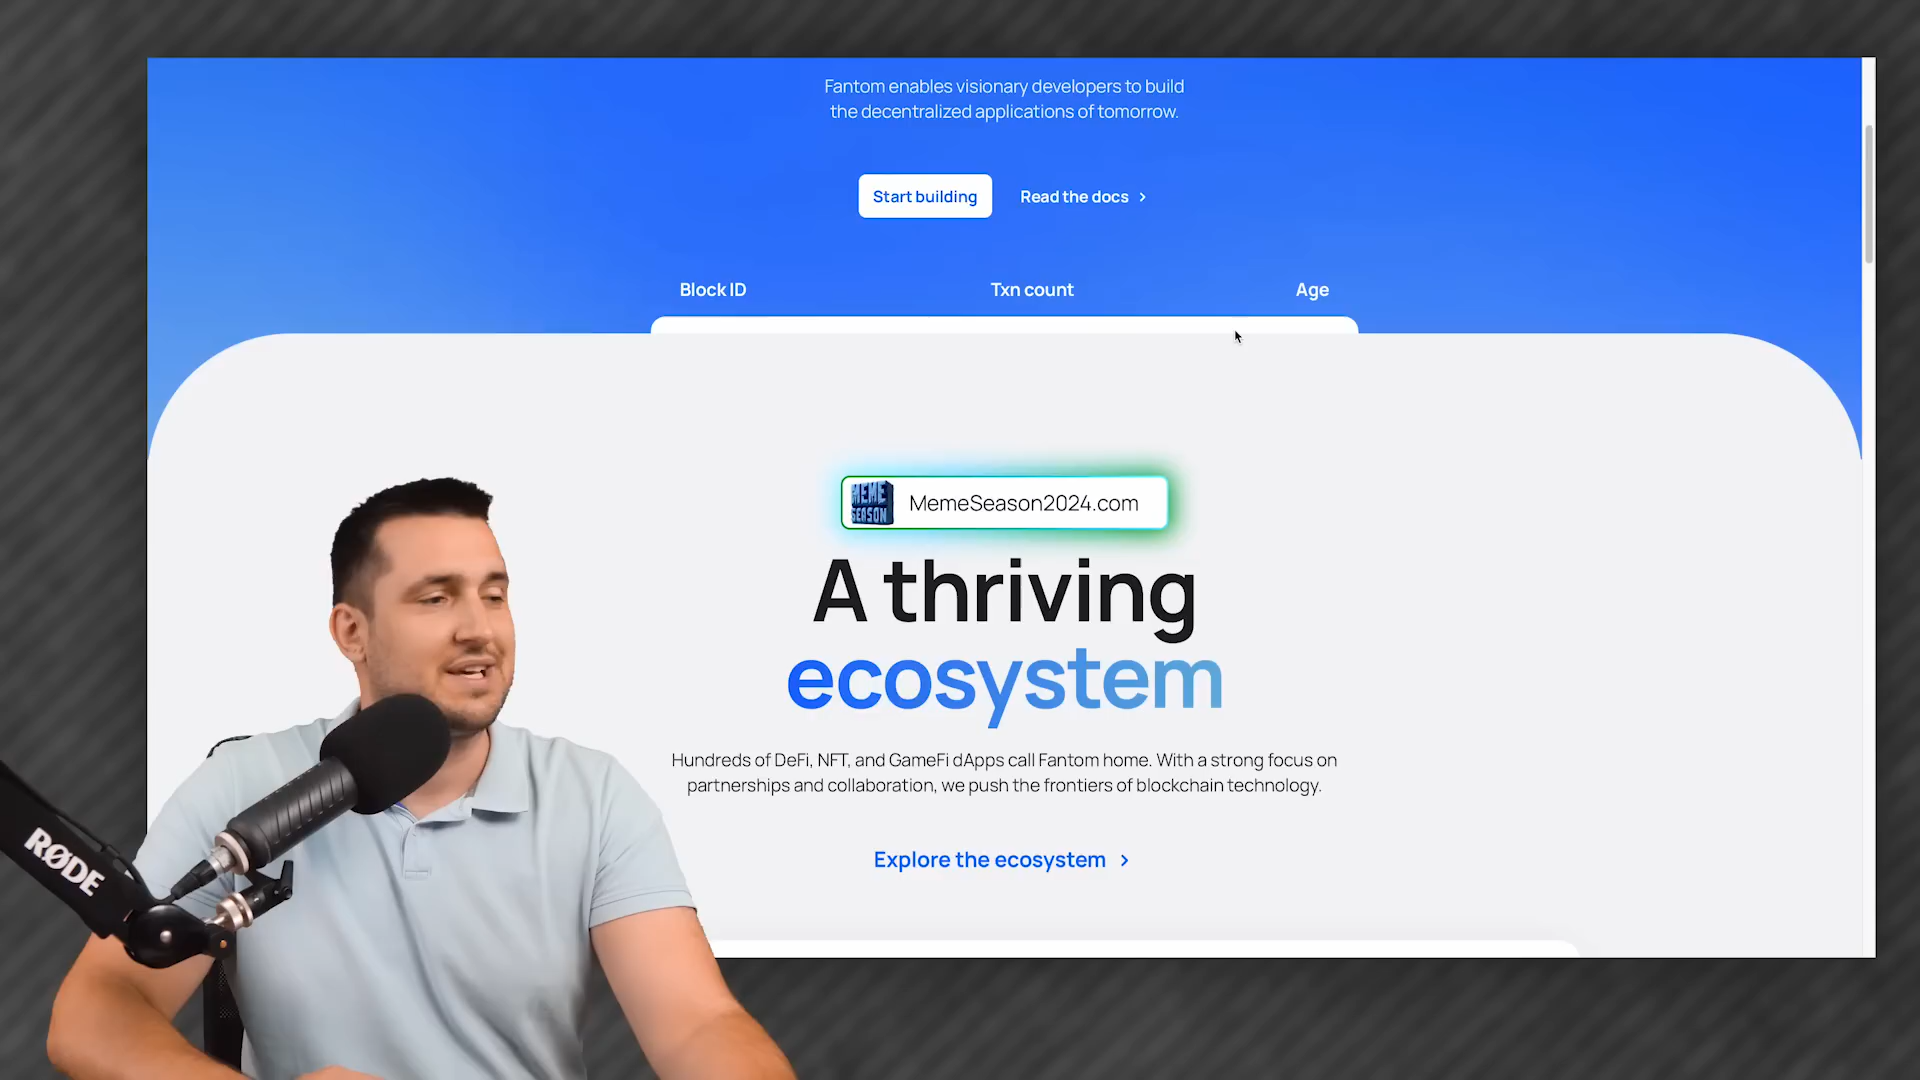 Fantom enables visionary developers to build
the decentralized applications of tomorrow.
Start building
Read the docs
Block ID
Txn count
Age
MEME
SEASON
MemeSeason2024.com
A thriving
ecosystem
Hundreds of DeFi, NFT, and GameFi dApps call Fantom home. With a strong focus on
partnerships and collaboration, we push the frontiers of blockchain technology.
Explore the ecosystem
RØDE